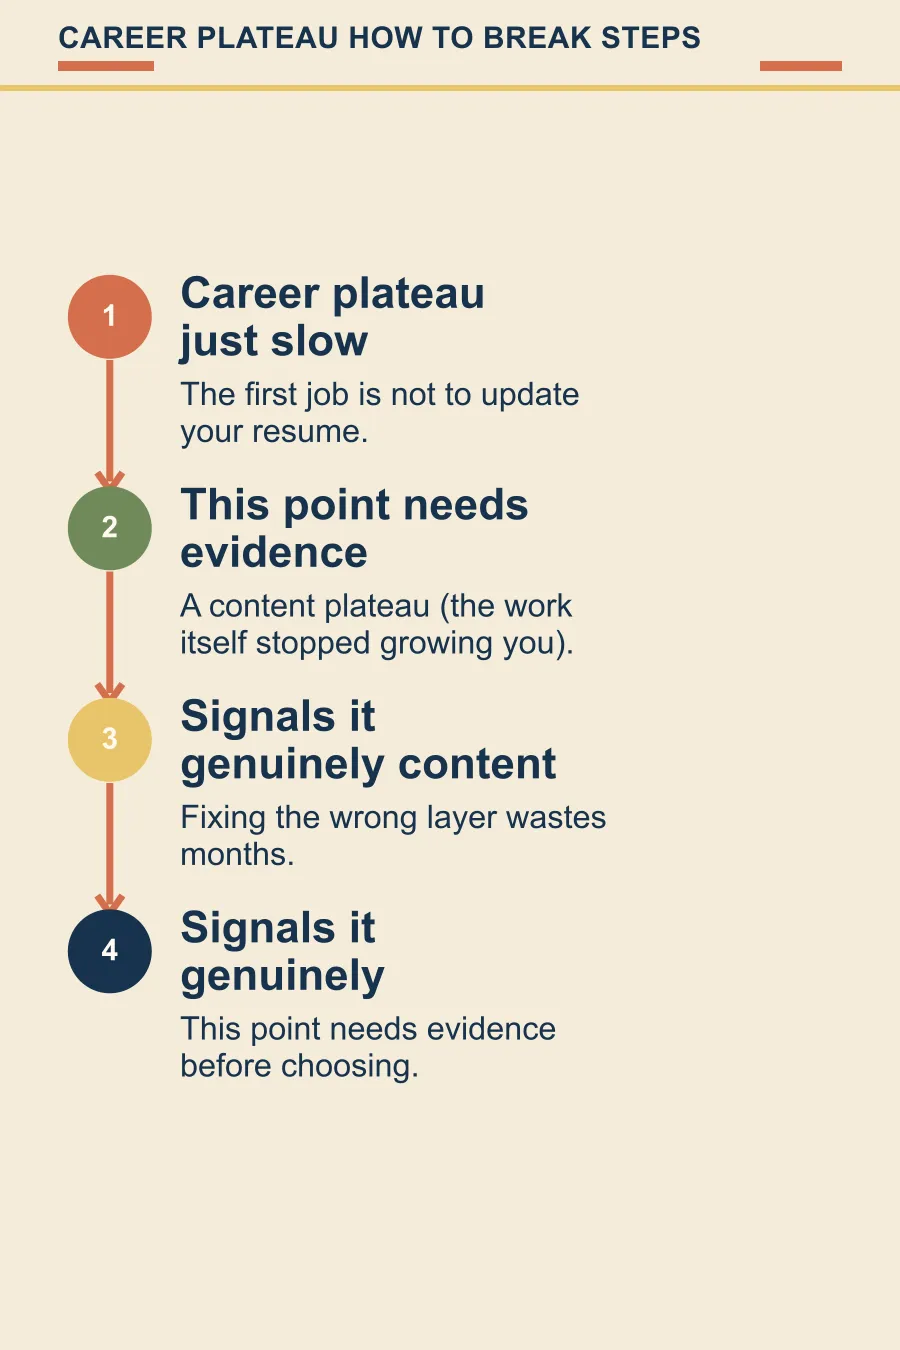 CAREER PLATEAU HOW TO BREAK STEPS
1
Career plateau
just slow
The first job is not to update
your resume.
2
This point needs
evidence
A content plateau (the work
itself stopped growing you).
3
Signals it
genuinely content
Fixing the wrong layer wastes
months.
4
Signals it
genuinely
This point needs evidence
before choosing.